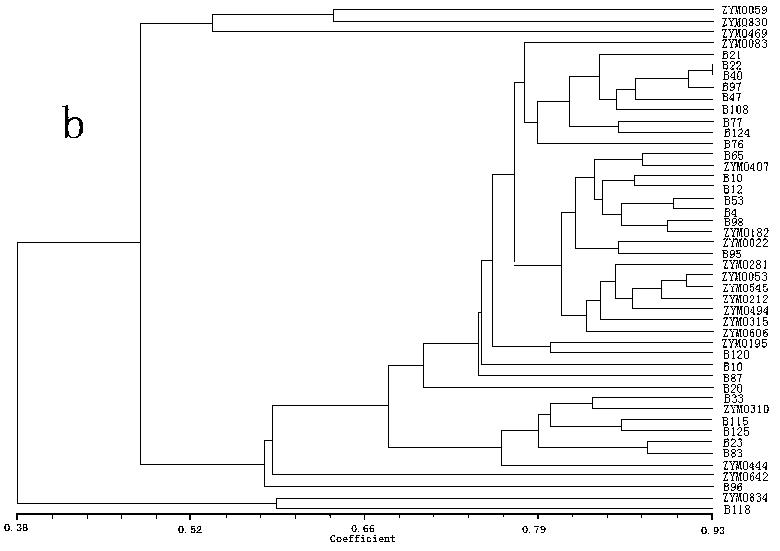 ZYM0059
ZYM0830
ZYM0469
ZYM0083
B21
B22
B40
B97
B47
B108
B77
B124
B76
B65
ZYM0407
B10
B12
B53
B4
B98
ZYM0182
ZYM0022
B95
ZYM0281
ZYM0053
ZYM0545
ZYM0212
ZYM0494
ZYM0315
ZYM0606
ZYM0195
B120
B10
B87
B20
B33
ZYM0310
B115
B125
B23
B83
ZYM0444
ZYM0642
B96
ZYM0834
B118
b
0.38 0.52 0.66 0.79 0.93
Coefficient